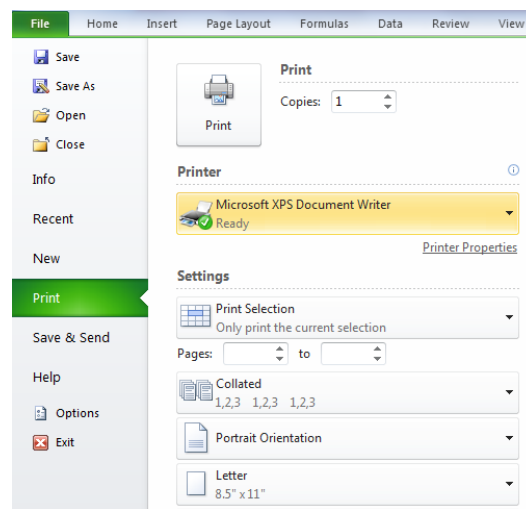 File Home Insert Page Layout Formulas Data Review View
Save
Save As
Open
Close
Info
Recent
New
Print
Save & Send
Help
Options
Exit
Print
Print
Copies: 1
Printer
Microsoft XPS Document Writer
Ready
Printer Properties
Settings
Print Selection
Only print the current selection
Pages: to
Collated
1,2,3 1,2,3 1,2,3
Portrait Orientation
Letter
8.5" x 11"